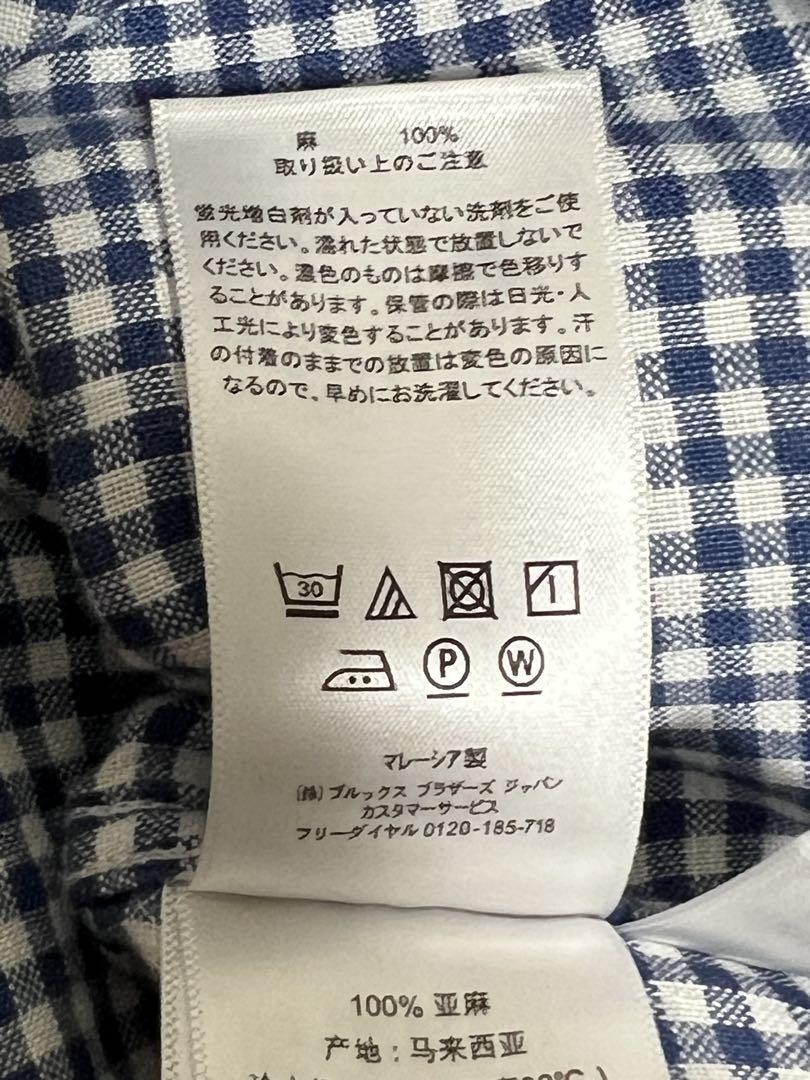 麻 100%
取り扱い上のご注意
蛍光増白剤が入っていない洗剤をご使
用ください。濡れた状態で放置しないで
ください。濃色のものは摩擦で色移りす
ることがあります。保管の際は日光・人
工光により変色することがあります。汗
の付着のままでの放置は変色の原因に
なるので、早めにお洗濯してください。
30
P W
マレーシア製
(株)ブルックス ブラザーズ ジャパン
カスタマーサービス
フリーダイヤル 0120-185-718
100% 亚麻
产地：马来西亚